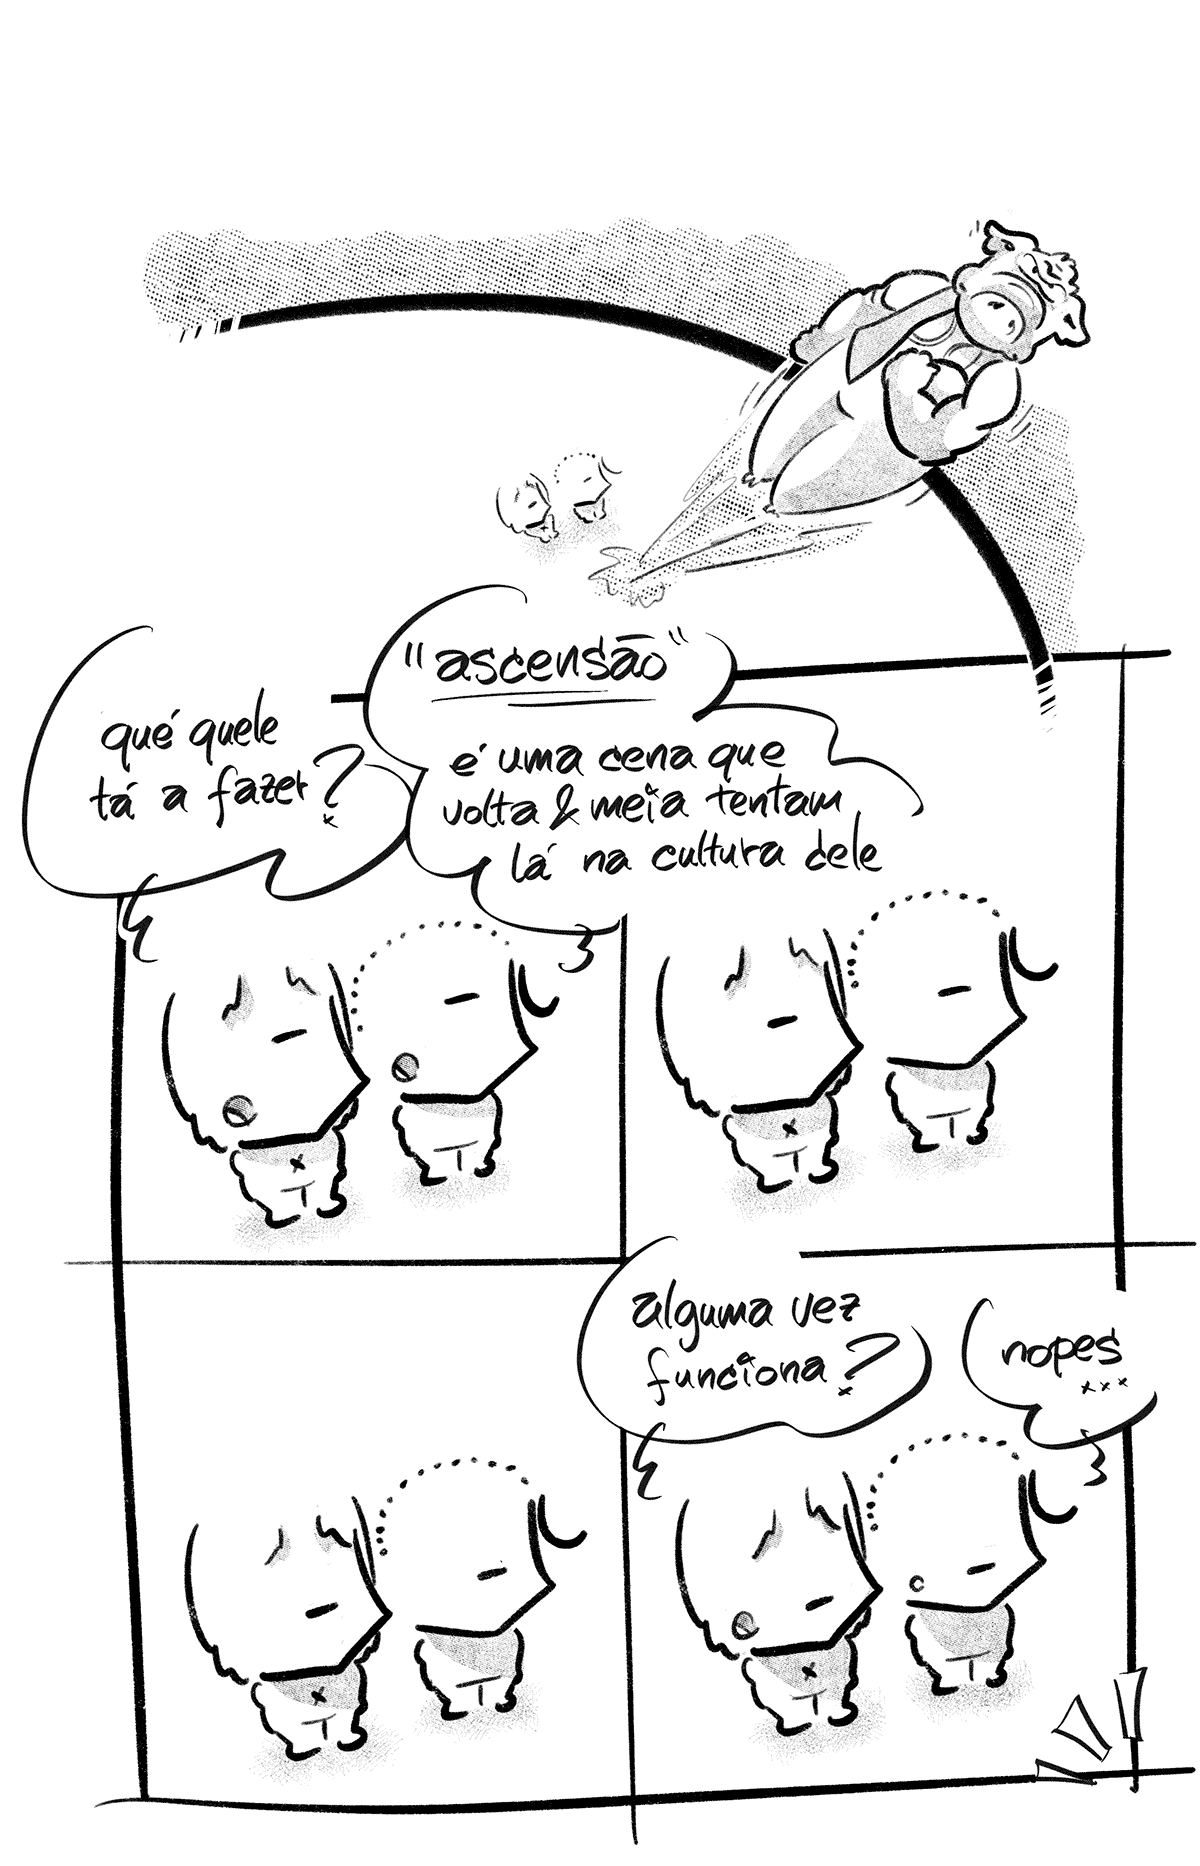 qué quele
tá a fazer?
"ascensão"
é uma cena que
volta & meia tentam
lá na cultura dele
alguma vez
funciona?
nopes
...